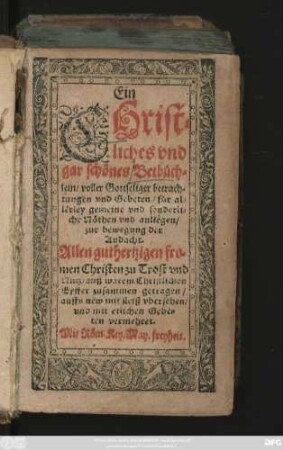 Ein
Christ-
liches vnd
gar schönes Betbüch-
lein/ voller Gottseliger betrach-
tungen vnd Gebeten/ für al-
lerley gemeine vnd sonderli-
che Nöthen vnd anligen/
zur bewegung der
Andacht.
Allen guthertzigen fro-
men Christen zu Trost vnd
Nutz/ auß warem Christlichen
Eyffer zusammen getragen/
auffs new mit fleiß vbersehen
vnd mit etlichen Gebe-
ten vermehret.
Mit Röm. Key. May. freyheit.